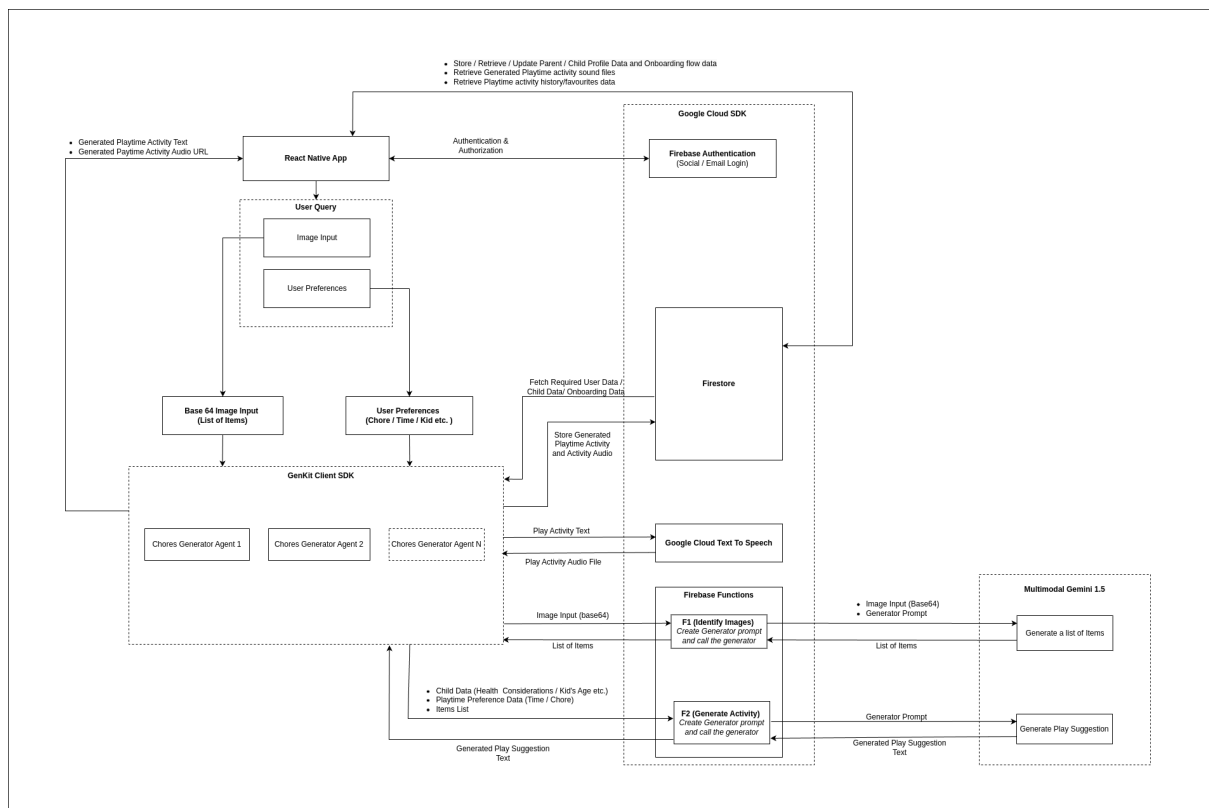 Store / Retrieve / Update Parent / Child Profile Data and Onboarding flow data
Retrieve Generated Playtime activity sound files
Retrieve Playtime activity history/favourites data
Google Cloud SDK
Generated Playtime Activity Text
Generated Paytime Activity Audio URL
React Native App
Authentication &
Authorization
Firebase Authentication
(Social / Email Login)
User Query
Image Input
User Preferences
Firestore
Fetch Required User Data /
Child Data/ Onboarding Data
Base 64 Image Input
(List of Items)
User Preferences
(Chore / Time / Kid etc. )
Store Generated
Playtime Activity
and Activity Audio
GenKit Client SDK
Chores Generator Agent 1
Chores Generator Agent 2
Chores Generator Agent N
Play Activity Text
Google Cloud Text To Speech
Play Activity Audio File
Firebase Functions
Multimodal Gemini 1.5
Image Input (base64)
F1 (Identify Images)
Create Generator prompt
and call the generator
Image Input (Base64)
Generator Prompt
Generate a list of Items
List of Items
List of Items
Child Data (Health Considerations / Kid's Age etc.)
Playtime Preference Data (Time / Chore)
Items List
F2 (Generate Activity)
Create Generator prompt
and call the generator
Generator Prompt
Generate Play Suggestion
Generated Play Suggestion
Text
Generated Play Suggestion
Text